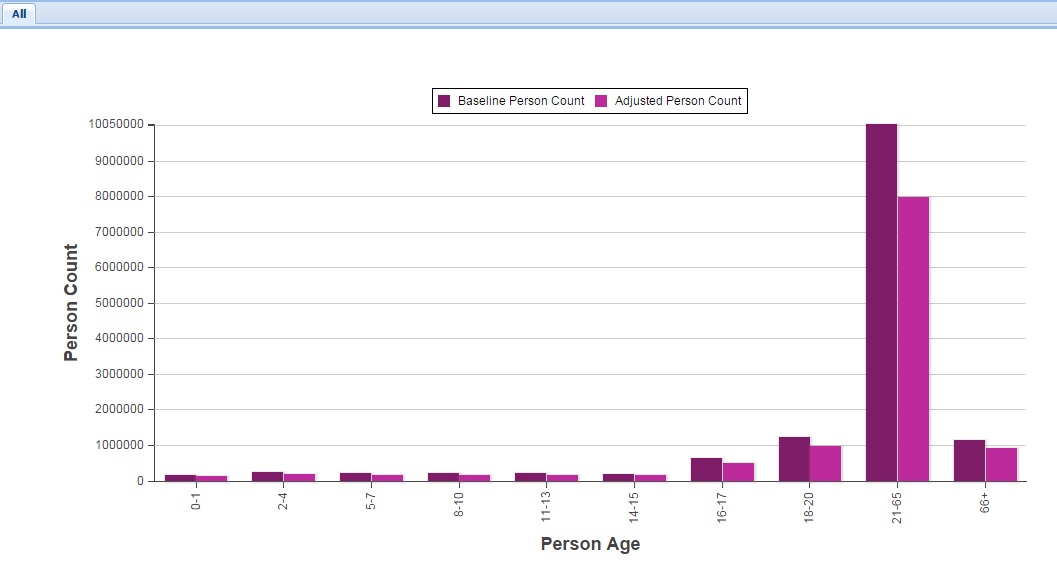 All
Baseline Person Count Adjusted Person Count
10050000
9000000
8000000
7000000
6000000
5000000
4000000
3000000
2000000
1000000
0
Person Count
0-1 2-4 5-7 8-10 11-13 14-15 16-17 18-20 21-65 66+
Person Age